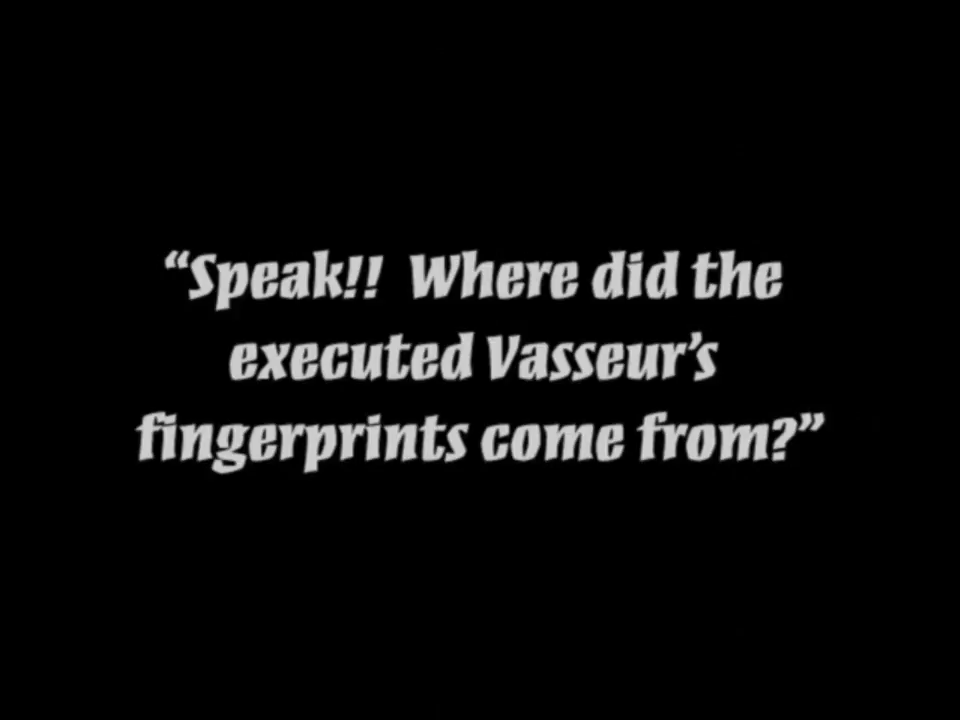 “Speak!!  Where did the
executed Vasseur’s
fingerprints come from?”